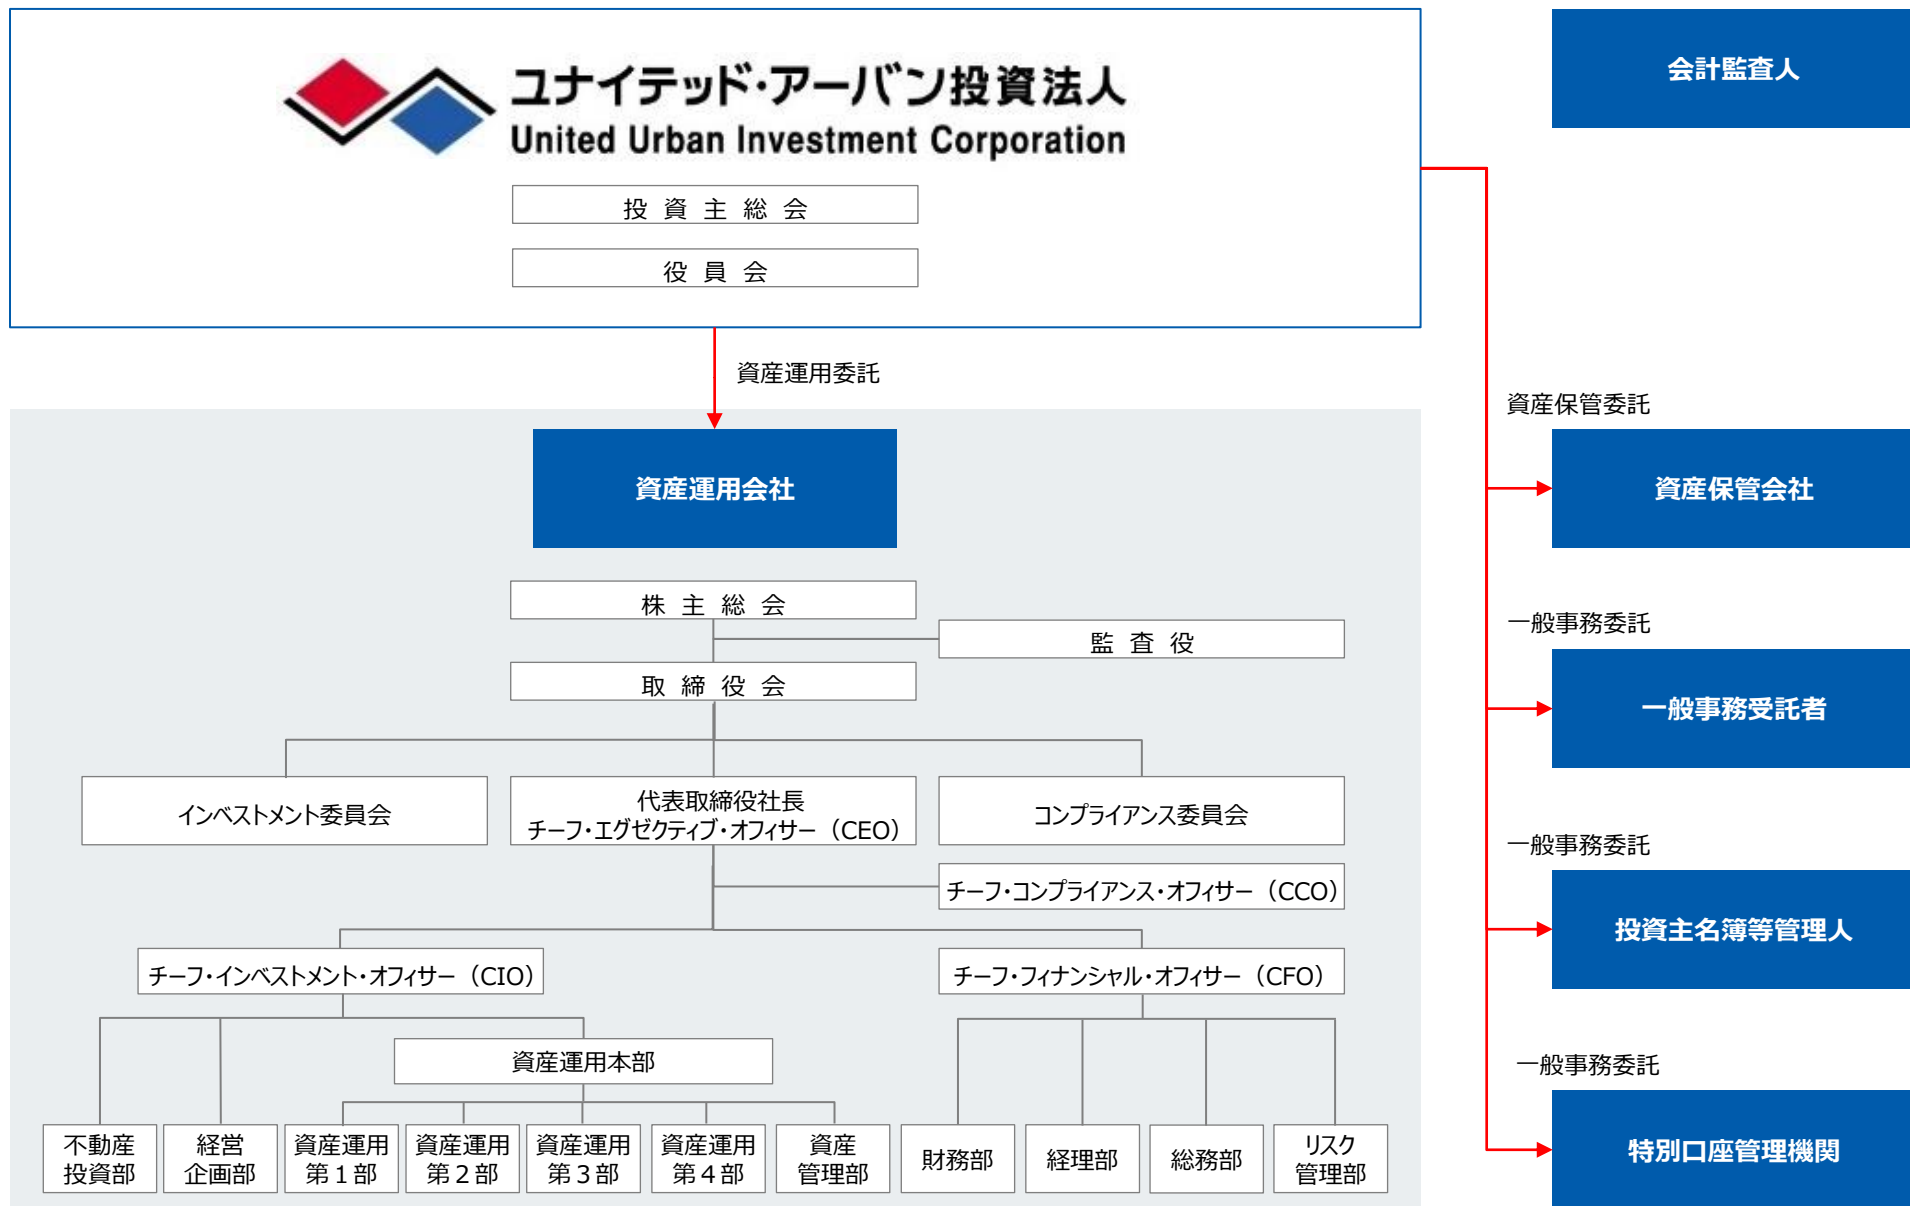 ユナイテッド・アーバン投資法人
United Urban Investment Corporation
投資主総会
役員会
会計監査人
資産運用委託
資産運用会社
株主総会
監査役
取締役会
インベストメント委員会
代表取締役社長
チーフ・エグゼクティブ・オフィサー（CEO）
コンプライアンス委員会
チーフ・コンプライアンス・オフィサー（CCO）
チーフ・インベストメント・オフィサー（CIO）
チーフ・フィナンシャル・オフィサー（CFO）
資産運用本部
不動産
投資部
経営
企画部
資産運用
第１部
資産運用
第２部
資産運用
第３部
資産運用
第４部
資産
管理部
財務部
経理部
総務部
リスク
管理部
資産保管委託
資産保管会社
一般事務委託
一般事務受託者
一般事務委託
投資主名簿等管理人
一般事務委託
特別口座管理機関